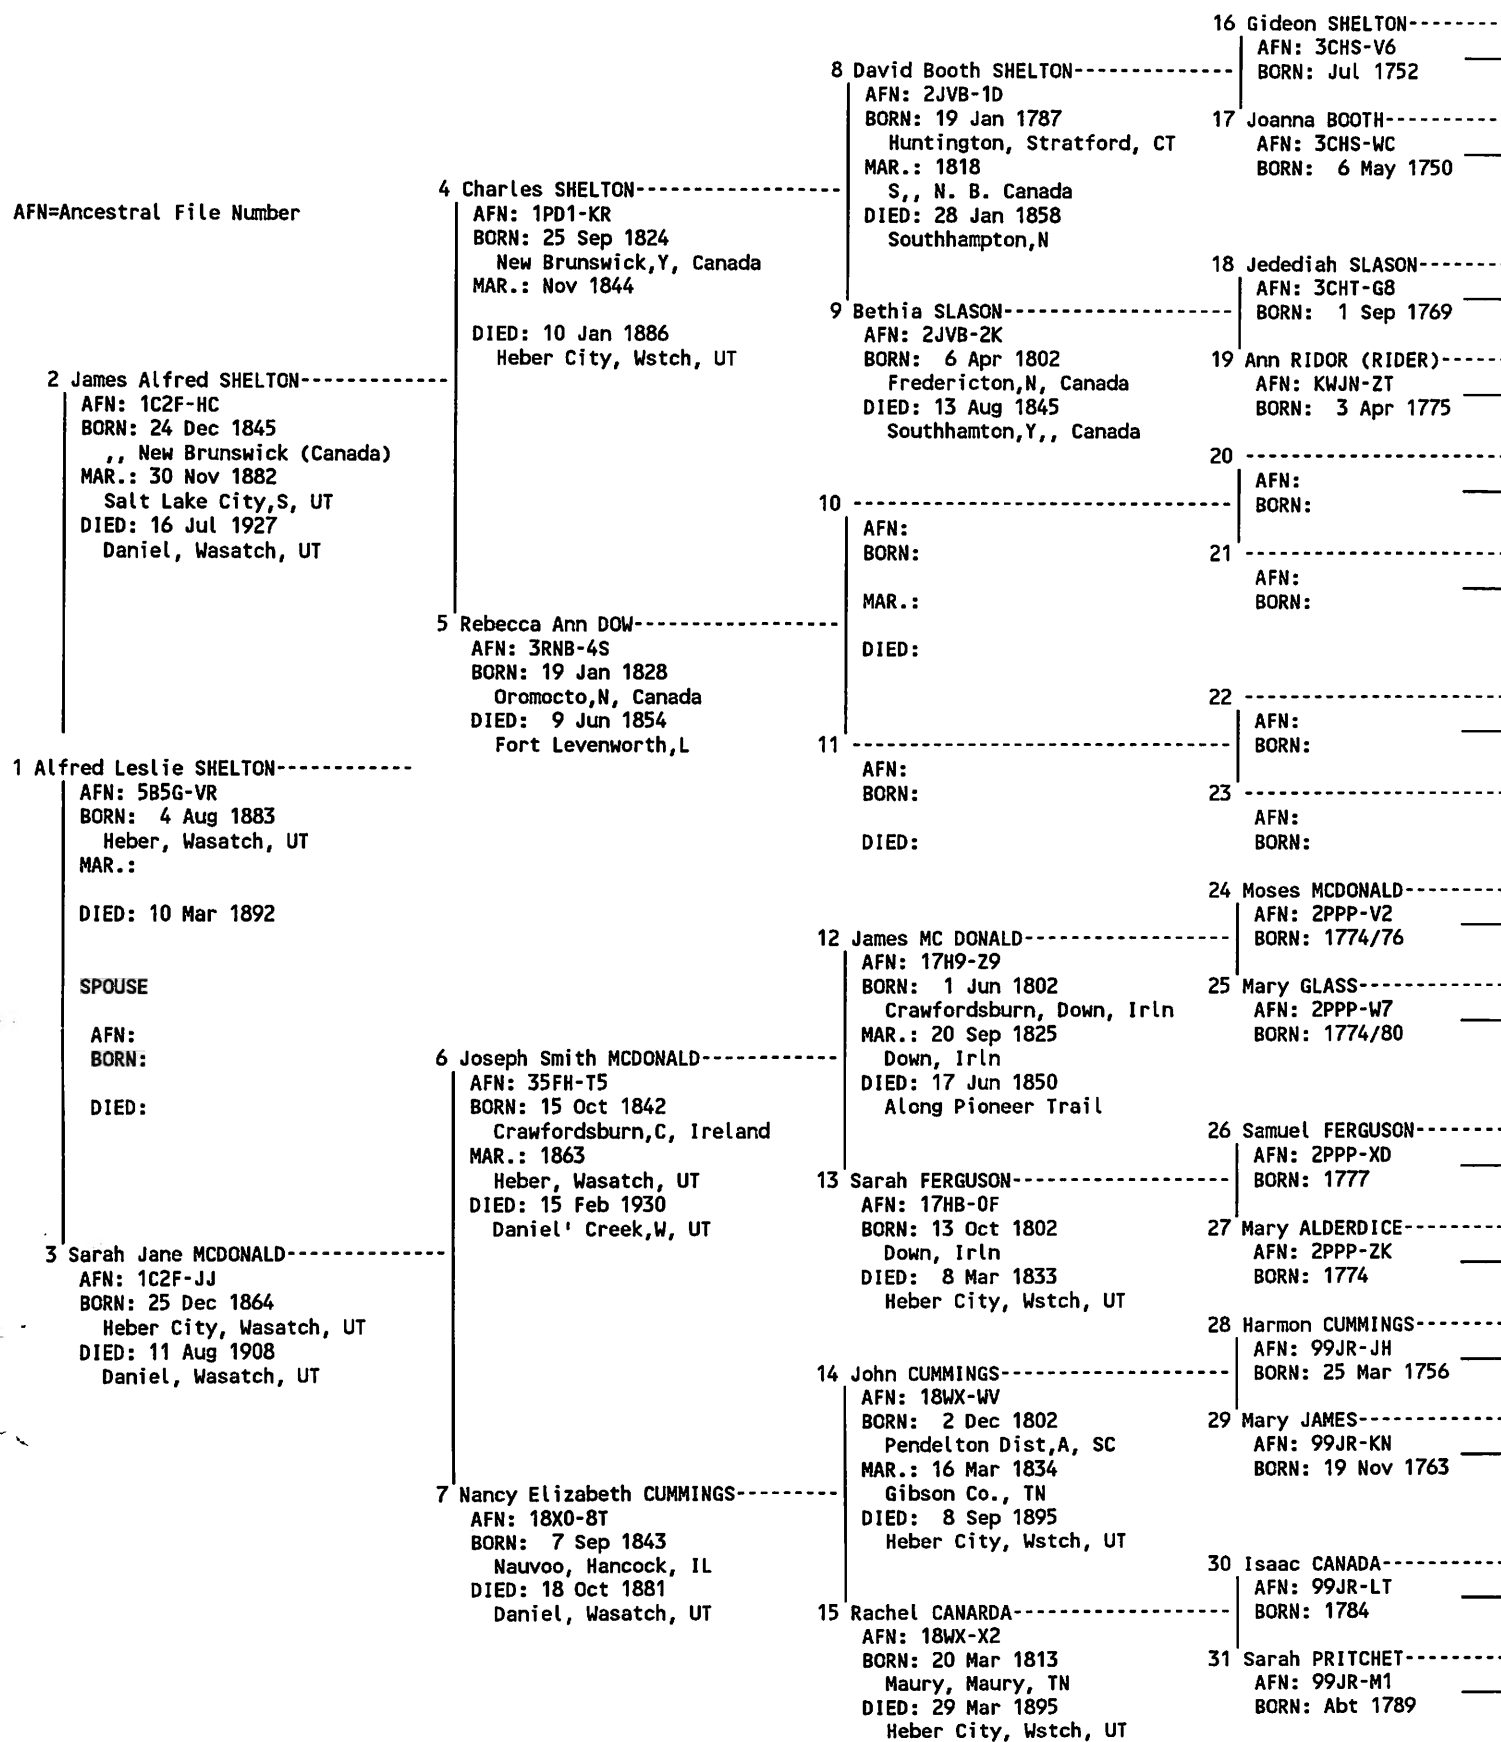 AFN=Ancestral File Number
1 Alfred Leslie SHELTON------------
AFN: 5B5G-VR
BORN: 4 Aug 1883
Heber, Wasatch, UT
MAR.:
DIED: 10 Mar 1892
SPOUSE
AFN:
BORN:
DIED:
2 James Alfred SHELTON-------------
AFN: 1C2F-HC
BORN: 24 Dec 1845
,, New Brunswick (Canada)
MAR.: 30 Nov 1882
Salt Lake City,S, UT
DIED: 16 Jul 1927
Daniel, Wasatch, UT
3 Sarah Jane MCDONALD--------------
AFN: 1C2F-JJ
BORN: 25 Dec 1864
Heber City, Wasatch, UT
DIED: 11 Aug 1908
Daniel, Wasatch, UT
4 Charles SHELTON------------------
AFN: 1PD1-KR
BORN: 25 Sep 1824
New Brunswick,Y, Canada
MAR.: Nov 1844
DIED: 10 Jan 1886
Heber City, Wstch, UT
5 Rebecca Ann DOW------------------
AFN: 3RNB-4S
BORN: 19 Jan 1828
Oromocto,N, Canada
DIED: 9 Jun 1854
Fort Levenworth,L
6 Joseph Smith MCDONALD------------
AFN: 35FH-T5
BORN: 15 Oct 1842
Crawfordsburn,C, Ireland
MAR.: 1863
Heber, Wasatch, UT
DIED: 15 Feb 1930
Daniel' Creek,W, UT
7 Nancy Elizabeth CUMMINGS---------
AFN: 18X0-8T
BORN: 7 Sep 1843
Nauvoo, Hancock, IL
DIED: 18 Oct 1881
Daniel, Wasatch, UT
8 David Booth SHELTON--------------
AFN: 2JVB-1D
BORN: 19 Jan 1787
Huntington, Stratford, CT
MAR.: 1818
S,, N. B. Canada
DIED: 28 Jan 1858
Southhampton,N
9 Bethia SLASON--------------------
AFN: 2JVB-2K
BORN: 6 Apr 1802
Fredericton,N, Canada
DIED: 13 Aug 1845
Southhamton,Y,, Canada
10 ---------------------------------
AFN:
BORN:
MAR.:
DIED:
11 ---------------------------------
AFN:
BORN:
DIED:
12 James MC DONALD------------------
AFN: 17H9-Z9
BORN: 1 Jun 1802
Crawfordsburn, Down, Irln
MAR.: 20 Sep 1825
Down, Irln
DIED: 17 Jun 1850
Along Pioneer Trail
13 Sarah FERGUSON-------------------
AFN: 17HB-0F
BORN: 13 Oct 1802
Down, Irln
DIED: 8 Mar 1833
Heber City, Wstch, UT
14 John CUMMINGS--------------------
AFN: 18WX-WV
BORN: 2 Dec 1802
Pendelton Dist,A, SC
MAR.: 16 Mar 1834
Gibson Co., TN
DIED: 8 Sep 1895
Heber City, Wstch, UT
15 Rachel CANARDA-------------------
AFN: 18WX-X2
BORN: 20 Mar 1813
Maury, Maury, TN
DIED: 29 Mar 1895
Heber City, Wstch, UT
16 Gideon SHELTON--------
AFN: 3CHS-V6
BORN: Jul 1752
17 Joanna BOOTH----------
AFN: 3CHS-WC
BORN: 6 May 1750
18 Jedediah SLASON-------
AFN: 3CHT-G8
BORN: 1 Sep 1769
19 Ann RIDOR (RIDER)-----
AFN: KWJN-ZT
BORN: 3 Apr 1775
20 ----------------------
AFN:
BORN:
21 ----------------------
AFN:
BORN:
22 ----------------------
AFN:
BORN:
23 ----------------------
AFN:
BORN:
24 Moses MCDONALD--------
AFN: 2PPP-V2
BORN: 1774/76
25 Mary GLASS------------
AFN: 2PPP-W7
BORN: 1774/80
26 Samuel FERGUSON-------
AFN: 2PPP-XD
BORN: 1777
27 Mary ALDERDICE--------
AFN: 2PPP-ZK
BORN: 1774
28 Harmon CUMMINGS-------
AFN: 99JR-JH
BORN: 25 Mar 1756
29 Mary JAMES------------
AFN: 99JR-KN
BORN: 19 Nov 1763
30 Isaac CANADA----------
AFN: 99JR-LT
BORN: 1784
31 Sarah PRITCHET--------
AFN: 99JR-M1
BORN: Abt 1789